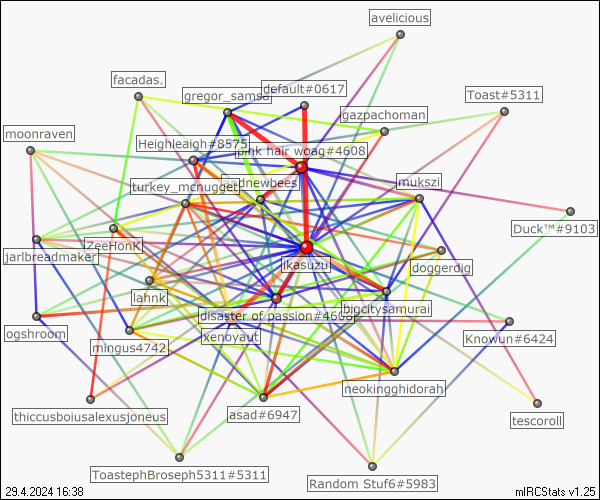 avelicious
facadas.
default#0617
gregor_samsa
Toast#5311
gazpachoman
moonraven
Heighleaigh#8575
pink hair woag#4608
turkey_mcnugget
mukszi
Duck™#9103
ZeeHonK
jarlbreadmaker
ikasuzu
doggerdig
lahnk
disaster of passion#4608
bigcitysamurai
ogshroom
mingus4742
xenoyaut
Knowun#6424
neokingghidorah
thiccusboiusalexusjoneus
asad#6947
tescoroll
ToastephBroseph5311#5311
Random Stuf6#5983
29.4.2024 16:38
mIRCStats v1.25